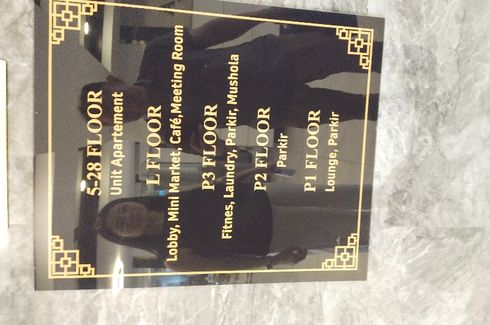 5-28 FLOOR
Unit Apartement
L FLOOR
Lobby, Mini Market, Café,Meeting Room
P3 FLOOR
Fitnes, Laundry, Parkir, Mushola
P2 FLOOR
Parkir
P1 FLOOR
Lounge, Parkir